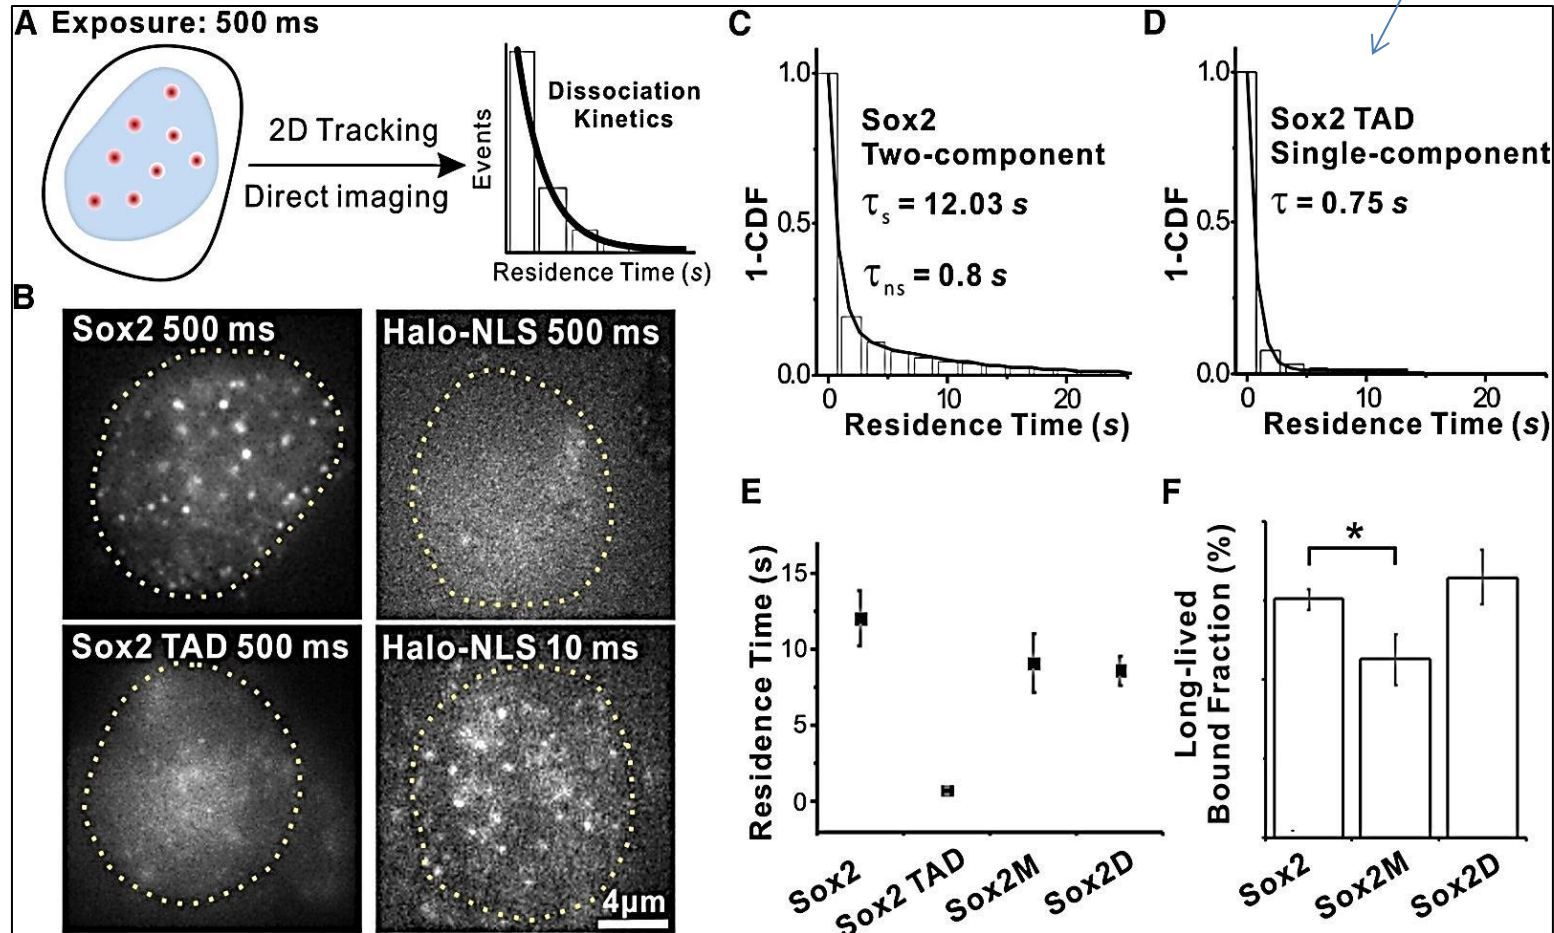 A Exposure: 500 ms
2D Tracking
Direct imaging
Events
Dissociation
Kinetics
Residence Time (s)
B
Sox2 500 ms
Halo-NLS 500 ms
Sox2 TAD 500 ms
Halo-NLS 10 ms
4μm
C
1-CDF
1.0
0.5
0.0
Sox2
Two-component
τs = 12.03 s
τns = 0.8 s
0 10 20
Residence Time (s)
D
1-CDF
1.0
0.5
0.0
Sox2 TAD
Single-component
τ = 0.75 s
0 10 20
Residence Time (s)
E
Residence Time (s)
15
10
5
0
Sox2 Sox2 TAD Sox2M Sox2D
F
Long-lived
Bound Fraction (%)
*
Sox2 Sox2M Sox2D